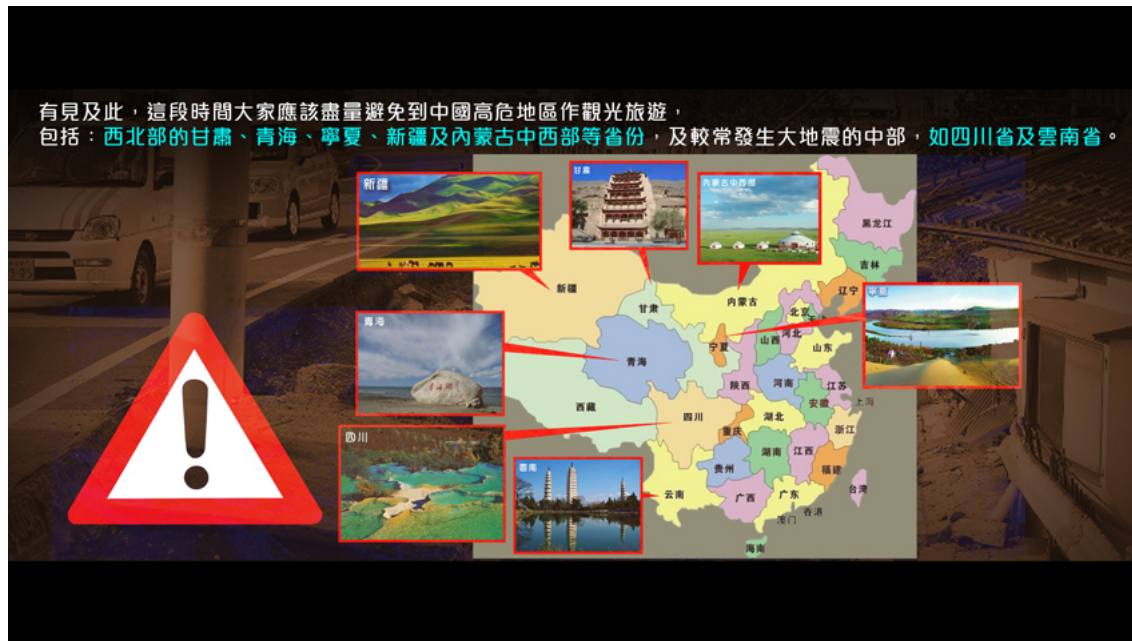 有見及此，這段時間大家應該盡量避免到中國高危地區作觀光旅遊，
包括：西北部的甘肅、青海、寧夏、新疆及內蒙古中西部等省份，及較常發生大地震的中部，如四川省及雲南省。
新疆
甘肅
內蒙古中西部
黑龙江
吉林
辽宁
寧夏
新疆
甘肃
内蒙古
北京
河北
山西
山东
宁夏
青海
青海
陕西
河南
江苏
安徽
上海
西藏
四川
重庆
湖北
浙江
四川
贵州
湖南
江西
福建
雲南
云南
广西
广东
台湾
澳门
香港
海南